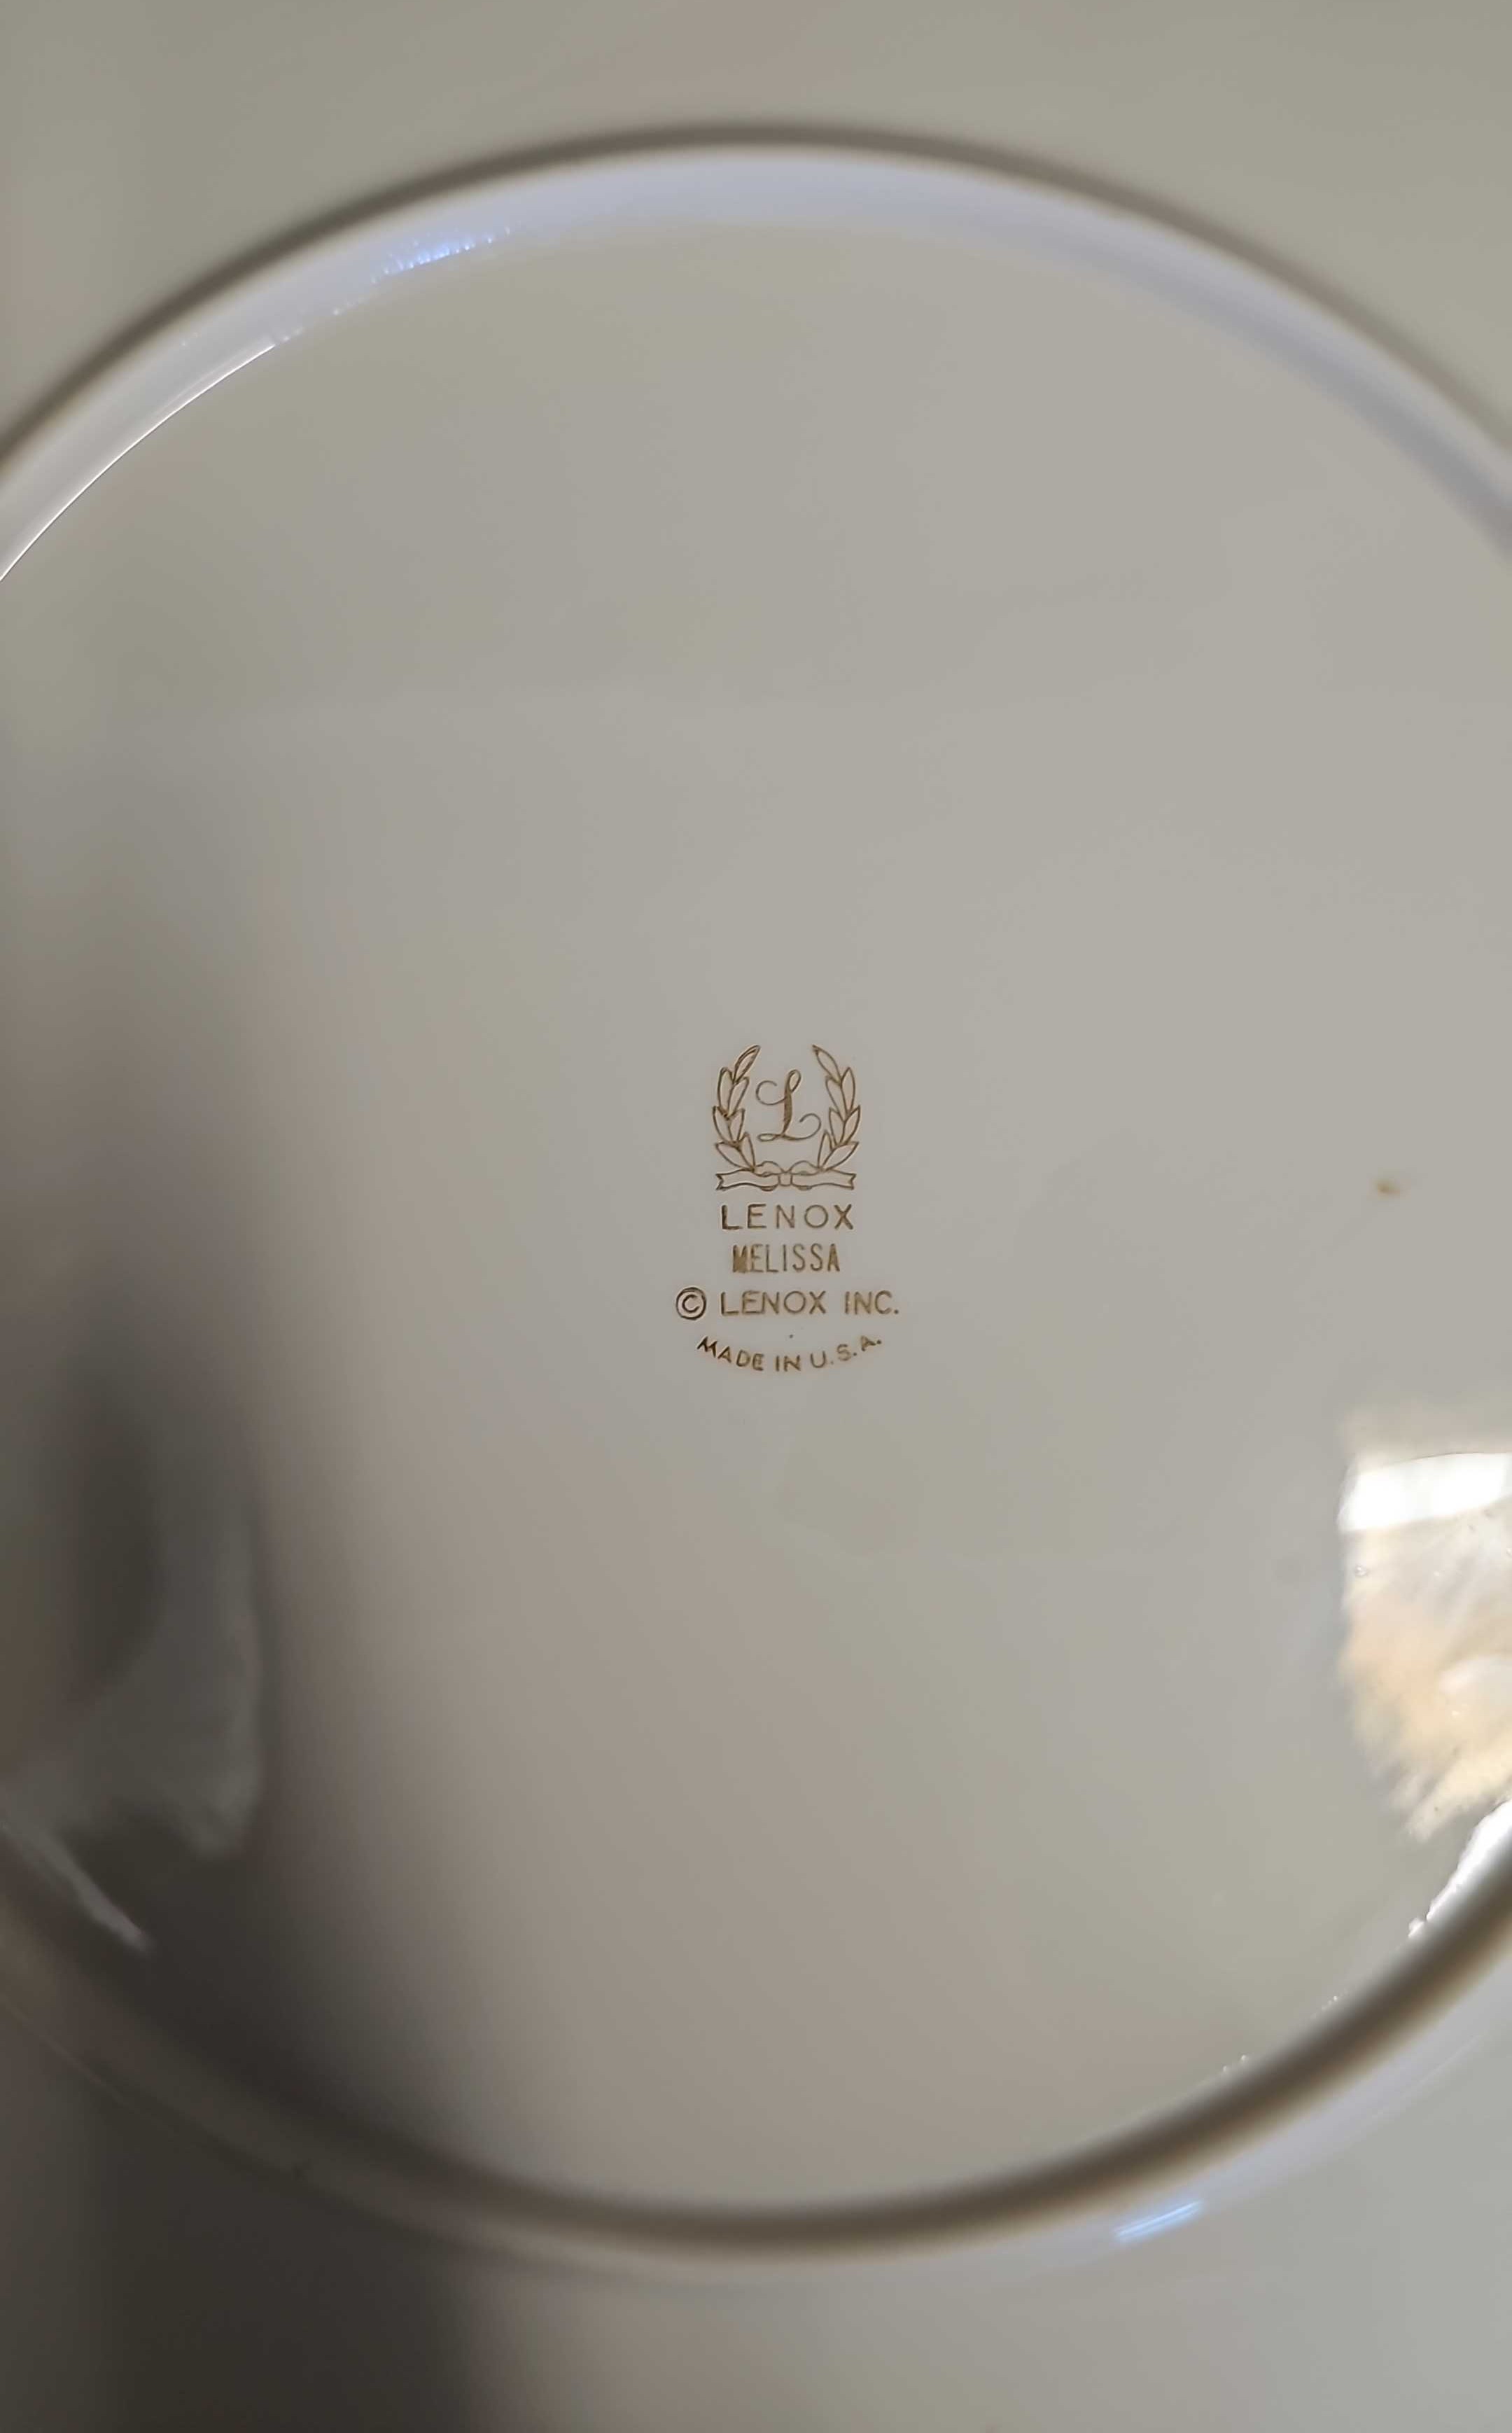 L
LENOX
MELISSA
© LENOX INC.
MADE IN U.S.A.